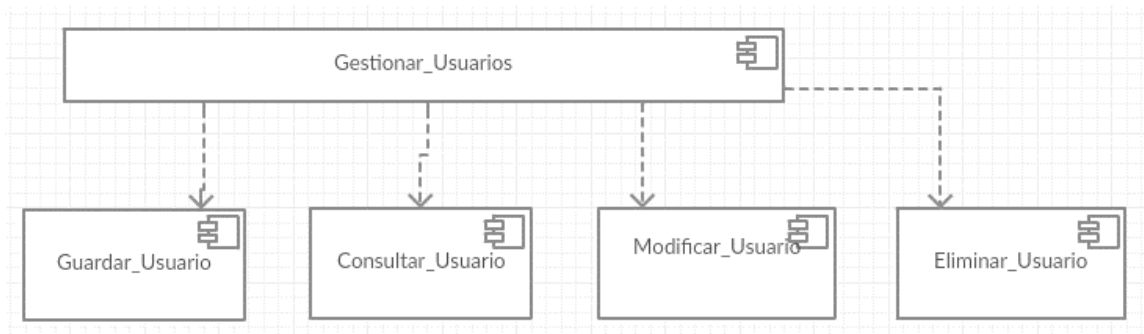 Gestionar_Usuarios
Guardar_Usuario
Consultar_Usuario
Modificar_Usuario
Eliminar_Usuario